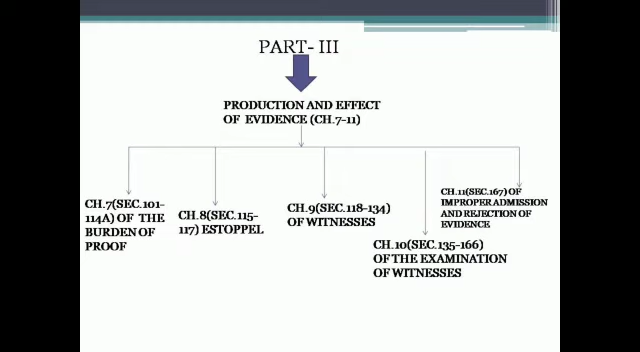 PART- III
PRODUCTION AND EFFECT
OF EVIDENCE (CH.7-11)
CH.7(SEC.101-
114A) OF THE
BURDEN OF
PROOF
CH.8(SEC.115-
117) ESTOPPEL
CH.9(SEC.118-134)
OF WITNESSES
CH.10(SEC.135-166)
OF THE EXAMINATION
OF WITNESSES
CH.11(SEC.167) OF
IMPROPER ADMISSION
AND REJECTION OF
EVIDENCE